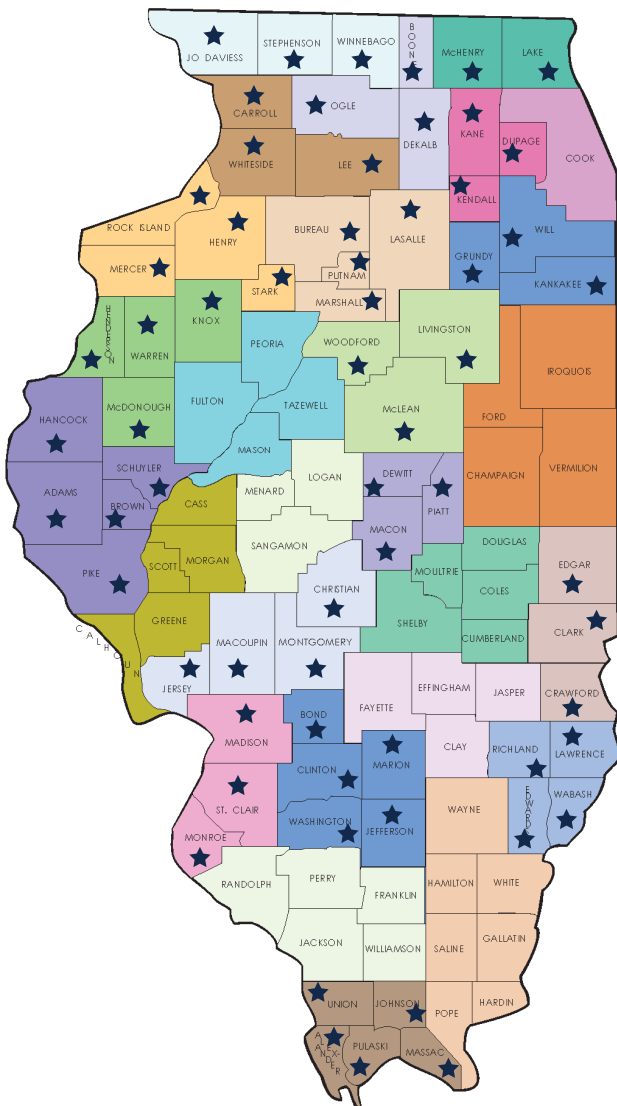 JO DAVIESS
STEPHENSON
WINNEBAGO
BOONE
McHENRY
LAKE
CARROLL
OGLE
DEKALB
KANE
DUPAGE
COOK
WHITESIDE
LEE
KENDALL
ROCK ISLAND
HENRY
BUREAU
LASALLE
WILL
GRUNDY
MERCER
PUTNAM
KANKAKEE
STARK
MARSHALL
HENDERSON
WARREN
KNOX
PEORIA
WOODFORD
LIVINGSTON
IROQUOIS
FULTON
TAZEWELL
McLEAN
FORD
HANCOCK
McDONOUGH
MASON
SCHUYLER
LOGAN
DEWITT
CHAMPAIGN
VERMILION
ADAMS
BROWN
CASS
MENARD
PIATT
MACON
SANGAMON
DOUGLAS
PIKE
SCOTT
MORGAN
MOULTRIE
EDGAR
CHRISTIAN
COLES
GREENE
CALHOUN
MACOUPIN
MONTGOMERY
SHELBY
CUMBERLAND
CLARK
JERSEY
FAYETTE
EFFINGHAM
JASPER
CRAWFORD
BOND
MADISON
CLAY
RICHLAND
LAWRENCE
CLINTON
MARION
ST. CLAIR
WAYNE
EDWARDS
WABASH
WASHINGTON
JEFFERSON
MONROE
RANDOLPH
PERRY
FRANKLIN
HAMILTON
WHITE
JACKSON
WILLIAMSON
SALINE
GALLATIN
UNION
JOHNSON
POPE
HARDIN
ALEXANDER
PULASKI
MASSAC